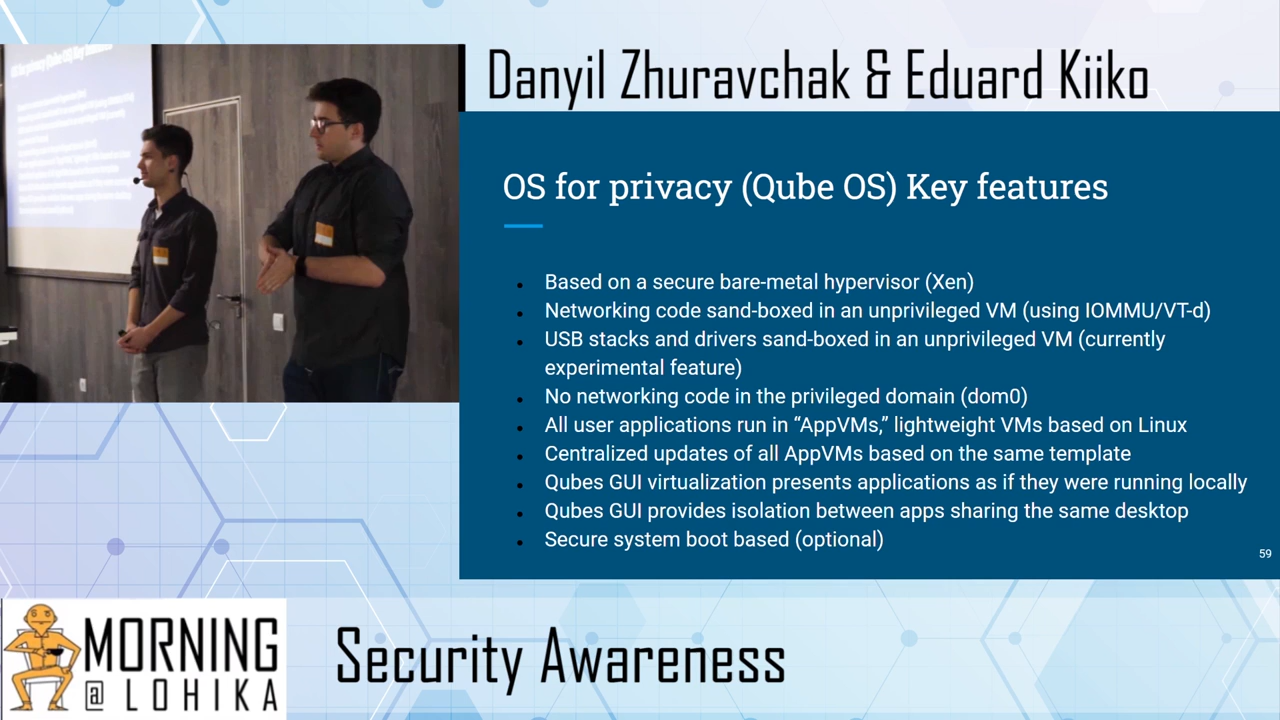 Danyil Zhuravchak & Eduard Kiiko
OS for privacy (Qube OS) Key features
Based on a secure bare-metal hypervisor (Xen)
Networking code sand-boxed in an unprivileged VM (using IOMMU/VT-d)
USB stacks and drivers sand-boxed in an unprivileged VM (currently
experimental feature)
No networking code in the privileged domain (dom0)
All user applications run in “AppVMs,” lightweight VMs based on Linux
Centralized updates of all AppVMs based on the same template
Qubes GUI virtualization presents applications as if they were running locally
Qubes GUI provides isolation between apps sharing the same desktop
Secure system boot based (optional)
59
MORNING
@ LOHIKA
Security Awareness